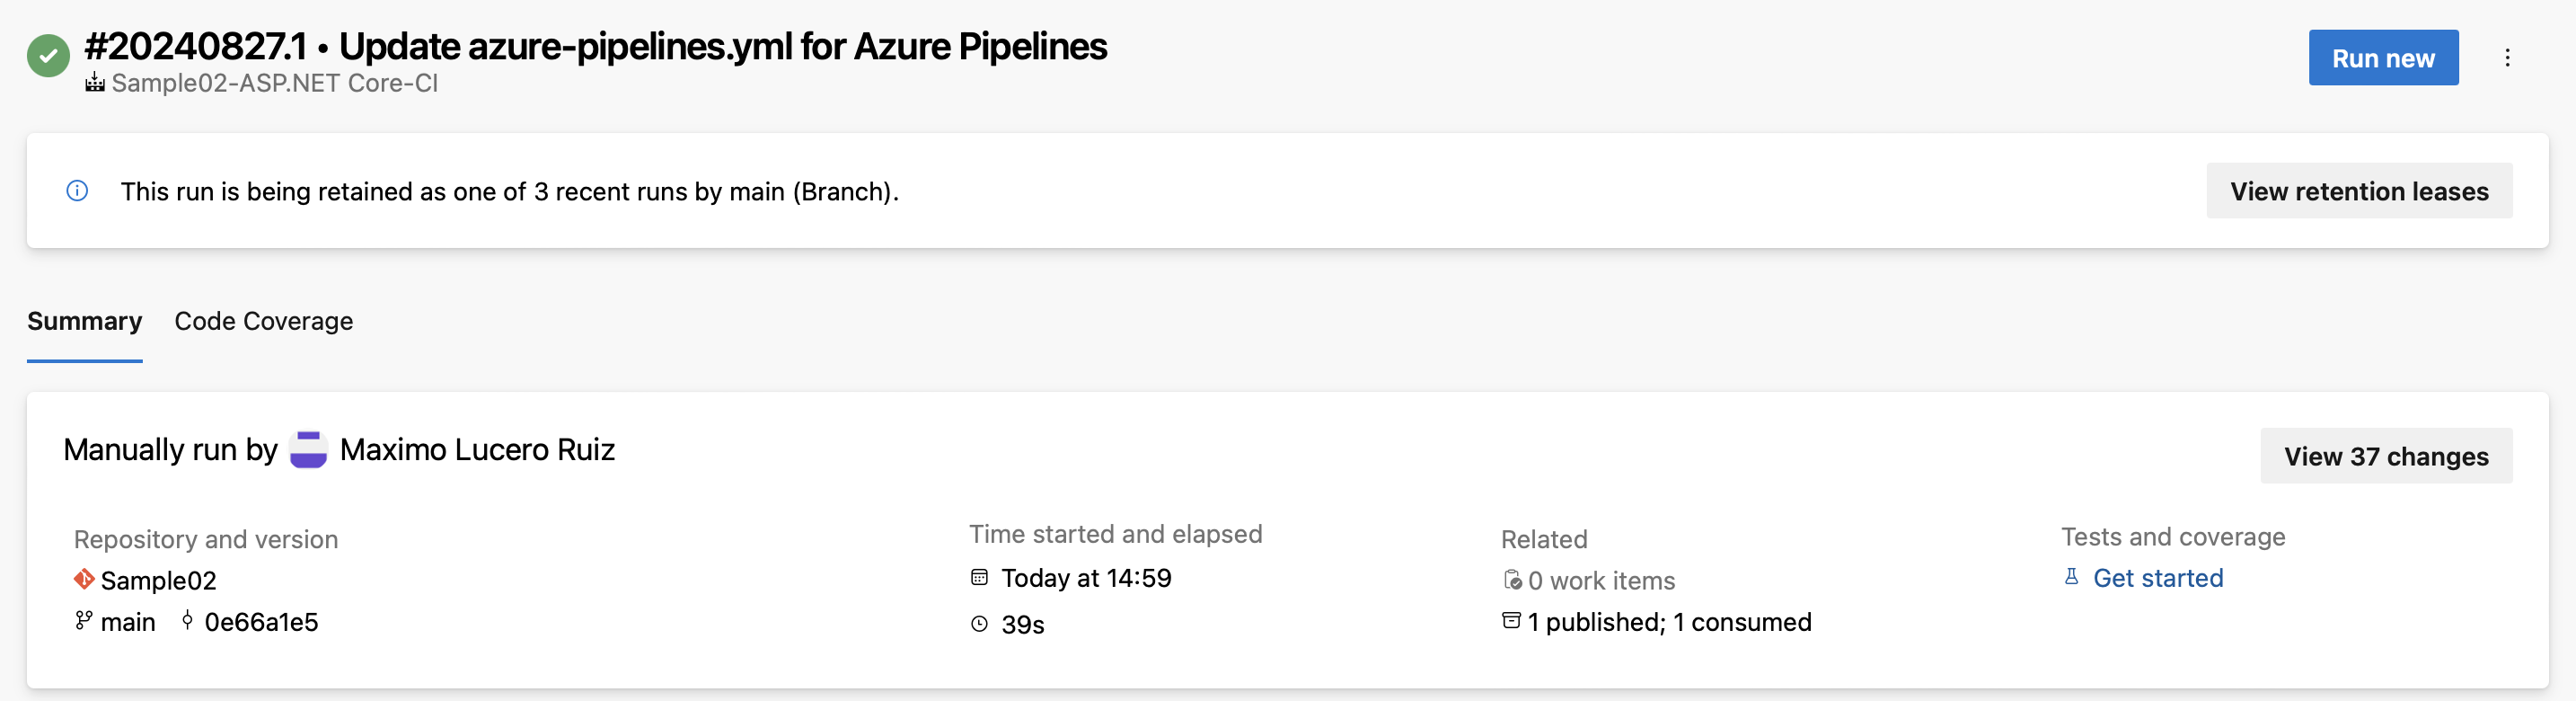 #20240827.1 • Update azure-pipelines.yml for Azure Pipelines
Sample02-ASP.NET Core-CI
Run new
This run is being retained as one of 3 recent runs by main (Branch).
View retention leases
Summary
Code Coverage
Manually run by Maximo Lucero Ruiz
View 37 changes
Repository and version
Sample02
main 0e66a1e5
Time started and elapsed
Today at 14:59
39s
Related
0 work items
1 published; 1 consumed
Tests and coverage
Get started